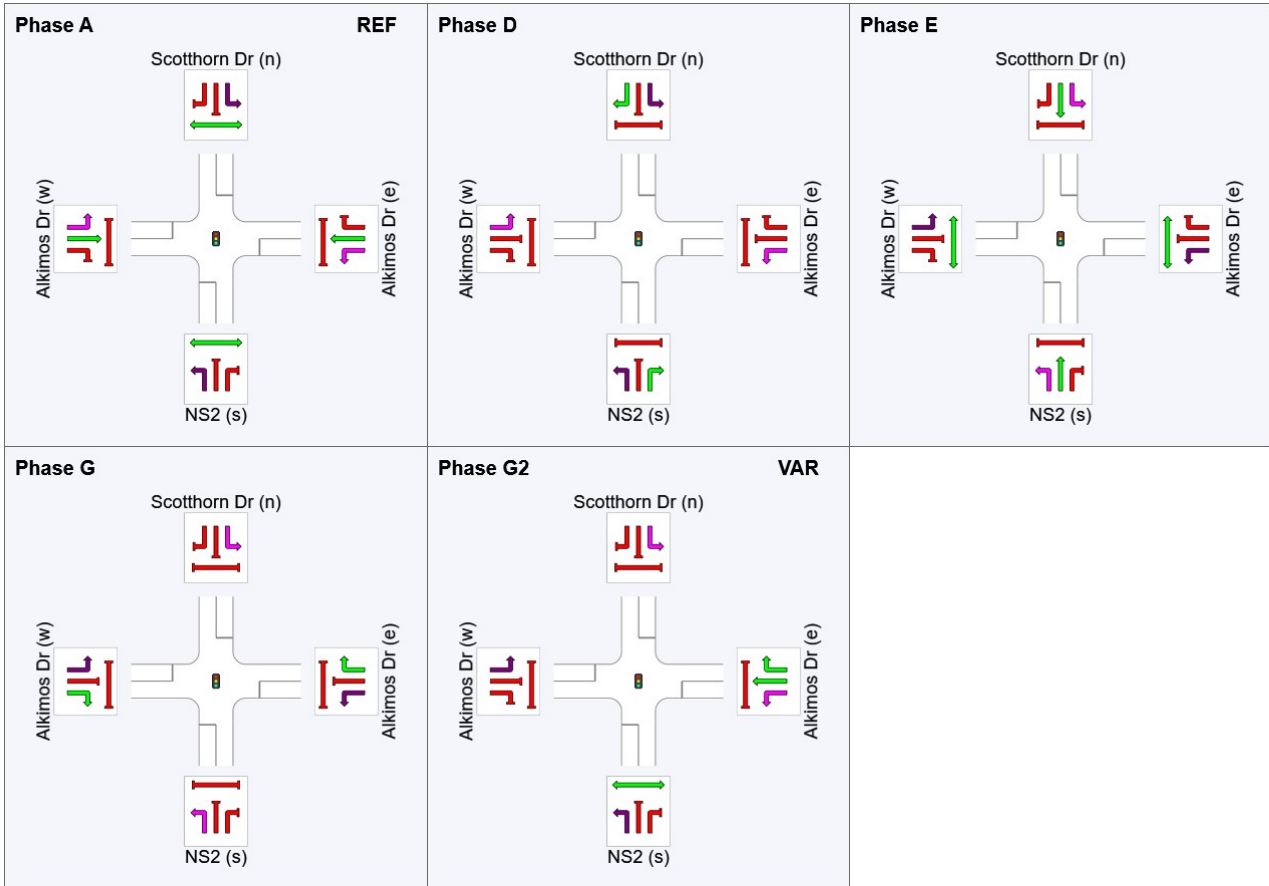 Phase A REF
Scotthorn Dr (n)
Alkimos Dr (w)
Alkimos Dr (e)
NS2 (s)
Phase D
Scotthorn Dr (n)
Alkimos Dr (w)
Alkimos Dr (e)
NS2 (s)
Phase E
Scotthorn Dr (n)
Alkimos Dr (w)
Alkimos Dr (e)
NS2 (s)
Phase G
Scotthorn Dr (n)
Alkimos Dr (w)
Alkimos Dr (e)
NS2 (s)
Phase G2 VAR
Scotthorn Dr (n)
Alkimos Dr (w)
Alkimos Dr (e)
NS2 (s)